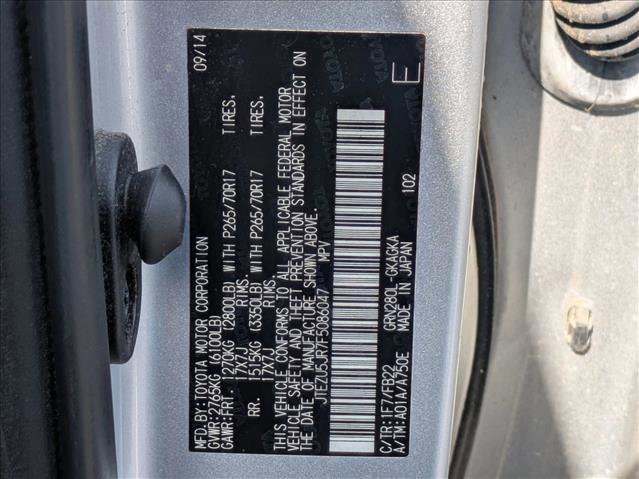 MFD.BY:TOYOTA MOTOR CORPORATION 09/14
GVWR:2765KG (6100LB)
GAWR:FRT. 1270KG (2800LB) WITH P265/70R17 TIRES,
17X7J RIMS
RR. 1515KG (3350LB) WITH P265/70R17 TIRES,
17X7J RIMS
THIS VEHICLE CONFORMS TO ALL APPLICABLE FEDERAL MOTOR
VEHICLE SAFETY AND THEFT PREVENTION STANDARDS IN EFFECT ON
THE DATE OF MANUFACTURE SHOWN ABOVE.
JTEZU5JR7F5086047 MPV
C/TR:1F7/FB22 GRN280L-GKAGKA
A/TM:A01A/A750E MADE IN JAPAN 102 E